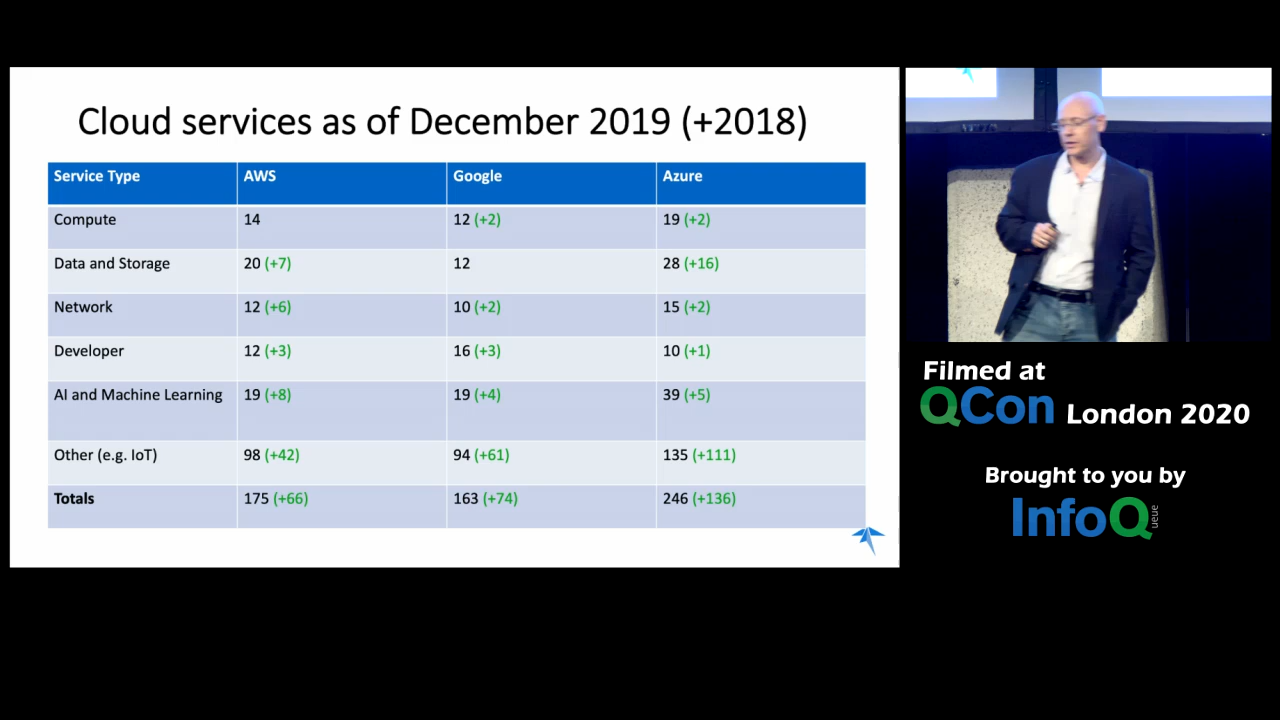 Cloud services as of December 2019 (+2018)
Service Type AWS Google Azure
Compute 14 12 (+2) 19 (+2)
Data and Storage 20 (+7) 12 28 (+16)
Network 12 (+6) 10 (+2) 15 (+2)
Developer 12 (+3) 16 (+3) 10 (+1)
AI and Machine Learning 19 (+8) 19 (+4) 39 (+5)
Other (e.g. IoT) 98 (+42) 94 (+61) 135 (+111)
Totals 175 (+66) 163 (+74) 246 (+136)
Filmed at
QCon London 2020
Brought to you by
InfoQ
ueue